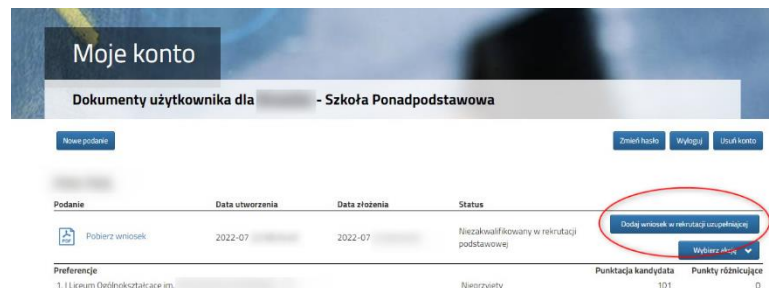 Moje konto
Dokumenty użytkownika dla - Szkoła Ponadpodstawowa
Nowe podanie
Zmień hasło Wyloguj Usuń konto
Podanie Data utworzenia Data złożenia Status
Dodaj wniosek w rekrutacji uzupełniającej
Pobierz wniosek 2022-07 2022-07 Niezakwalifikowany w rekrutacji podstawowej
PDF
Wybierz akcję
Preferencje Punktacja kandydata Punkty różnicujące
1. I Liceum Ogólnokształcące im. Nieprzyjęty 101 0